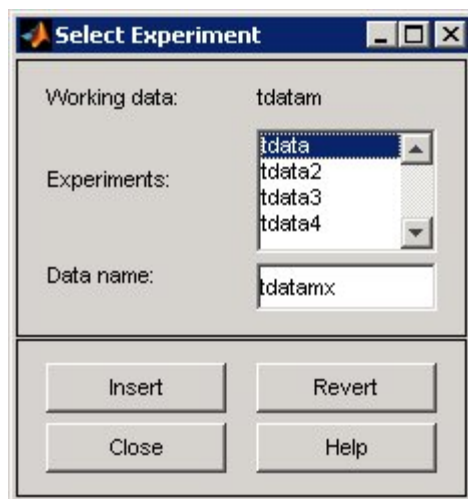 Select Experiment
Working data: tdatam
Experiments:
tdata
tdata2
tdata3
tdata4
Data name: tdatamx
Insert Revert
Close Help